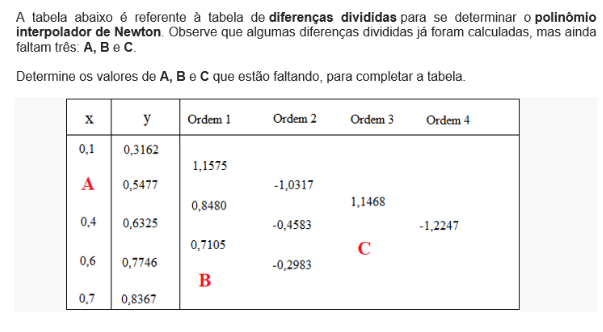 A tabela abaixo é referente à tabela de diferenças divididas para se determinar o polinômio
interpolador de Newton. Observe que algumas diferenças divididas já foram calculadas, mas ainda
faltam três: A, B e C.
Determine os valores de A, B e C que estão faltando, para completar a tabela.
x y Ordem 1 Ordem 2 Ordem 3 Ordem 4
0,1 0,3162
1,1575
A 0,5477 -1,0317
0,8480 1,1468
0,4 0,6325 -0,4583 -1,2247
0,7105 C
0,6 0,7746 -0,2983
B
0,7 0,8367